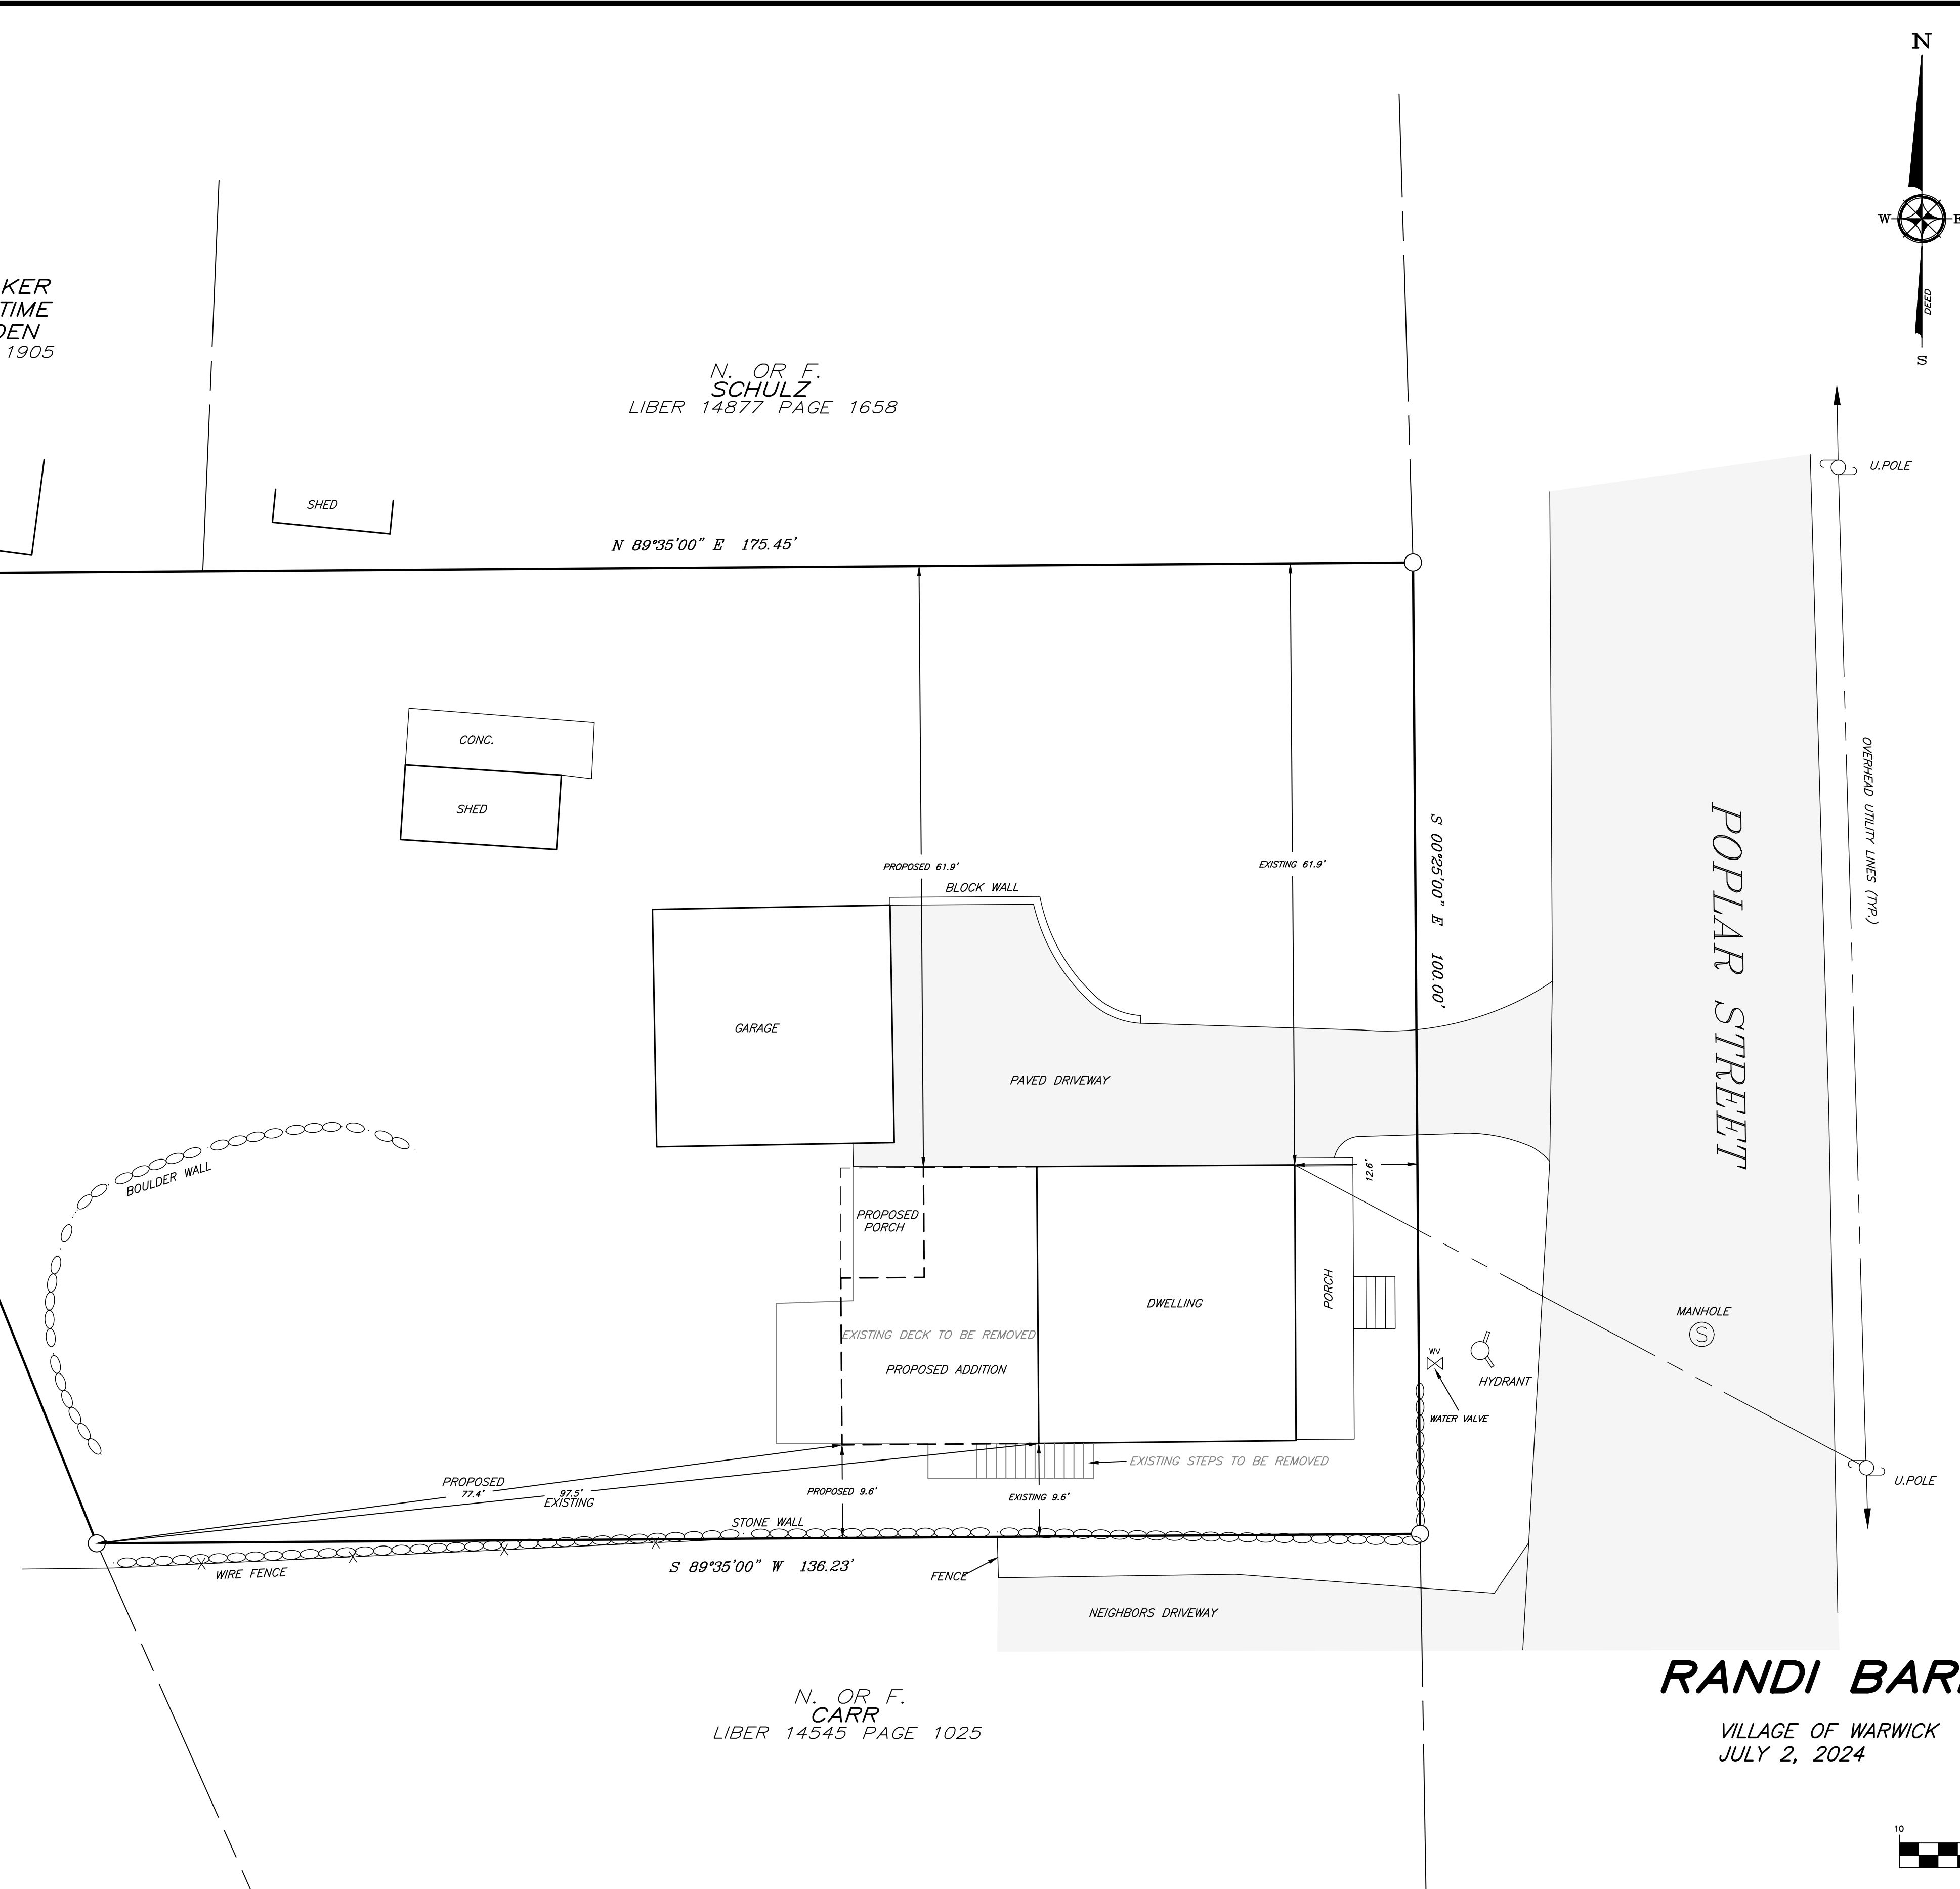 N
W
E
DEED
S
KER
TIME
DEN
1905
N. OR F.
SCHULZ
LIBER 14877 PAGE 1658
U.POLE
SHED
N 89°35'00" E 175.45'
CONC.
SHED
OVERHEAD UTILITY LINES (TYP.)
S 00°25'00" E 100.00'
POPLAR STREET
PROPOSED 61.9'
EXISTING 61.9'
BLOCK WALL
GARAGE
PAVED DRIVEWAY
BOULDER WALL
12.6'
PROPOSED
PORCH
DWELLING
PORCH
MANHOLE
S
EXISTING DECK TO BE REMOVED
PROPOSED ADDITION
WV
HYDRANT
WATER VALVE
EXISTING STEPS TO BE REMOVED
U.POLE
PROPOSED
77.4'
97.5'
EXISTING
PROPOSED 9.6'
EXISTING 9.6'
STONE WALL
WIRE FENCE
S 89°35'00" W 136.23'
FENCE
NEIGHBORS DRIVEWAY
RANDI BAR
N. OR F.
CARR
LIBER 14545 PAGE 1025
VILLAGE OF WARWICK
JULY 2, 2024
10